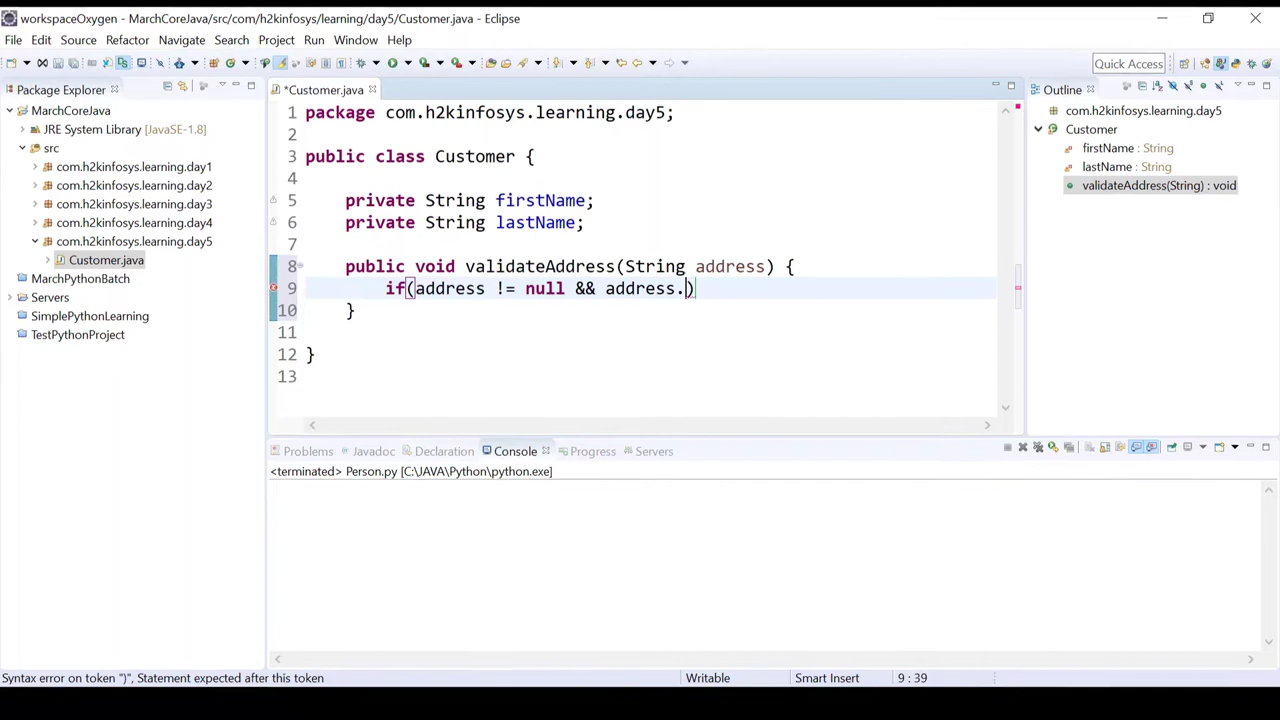 workspaceOxygen - MarchCoreJava/src/com/h2kinfosys/learning/day5/Customer.java - Eclipse
File Edit Source Refactor Navigate Search Project Run Window Help
Quick Access
Package Explorer
MarchCoreJava
JRE System Library [JavaSE-1.8]
src
com.h2kinfosys.learning.day1
com.h2kinfosys.learning.day2
com.h2kinfosys.learning.day3
com.h2kinfosys.learning.day4
com.h2kinfosys.learning.day5
Customer.java
MarchPythonBatch
Servers
SimplePythonLearning
TestPythonProject
*Customer.java
1 package com.h2kinfosys.learning.day5;
2
3 public class Customer {
4
5 private String firstName;
6 private String lastName;
7
8 public void validateAddress(String address) {
9 if(address != null && address.)
10 }
11
12 }
13
Outline
com.h2kinfosys.learning.day5
Customer
firstName : String
lastName : String
validateAddress(String) : void
Problems Javadoc Declaration Console Progress Servers
<terminated> Person.py [C:\JAVA\Python\python.exe]
Syntax error on token ")", Statement expected after this token
Writable Smart Insert 9 : 39